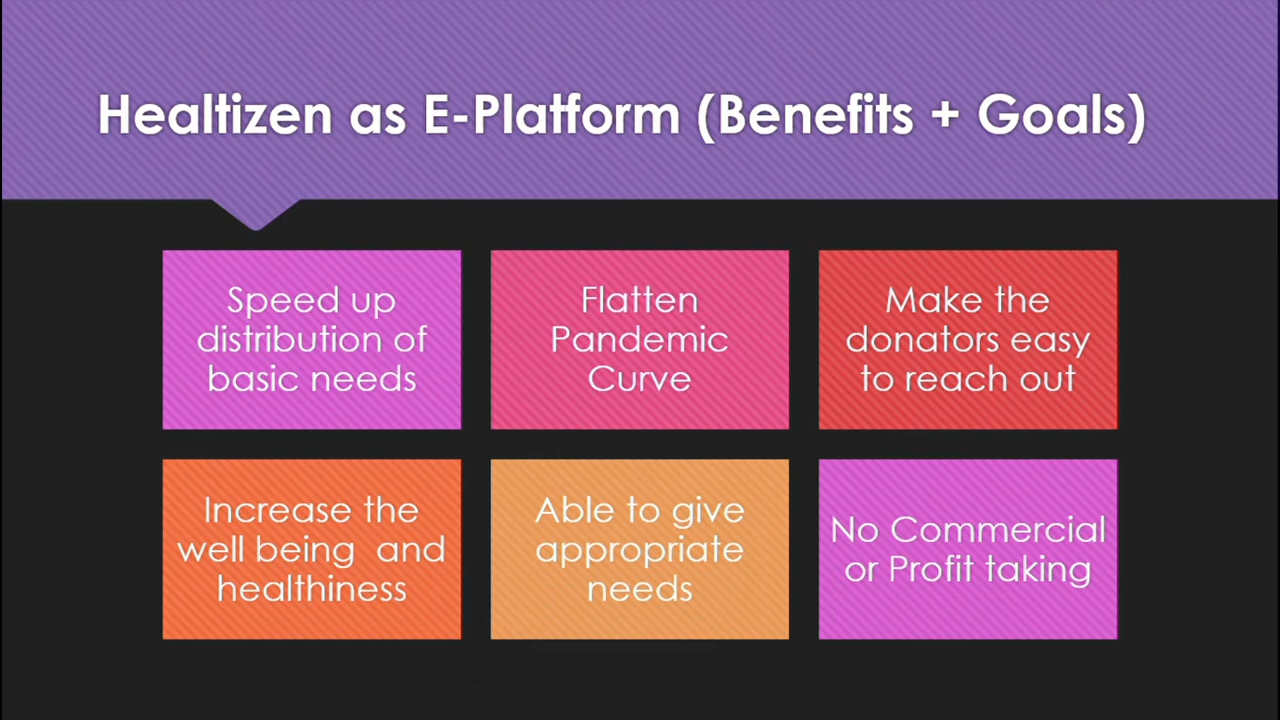 Healtizen as E-Platform (Benefits + Goals)
Speed up
distribution of
basic needs
Flatten
Pandemic
Curve
Make the
donators easy
to reach out
Increase the
well being  and
healthiness
Able to give
appropriate
needs
No Commercial
or Profit taking